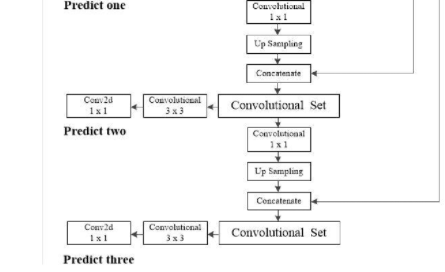 Predict one
Convolutional
1 x 1
Up Sampling
Concatenate
Conv2d
1 x 1
Convolutional
3 x 3
Convolutional Set
Predict two
Convolutional
1 x 1
Up Sampling
Concatenate
Conv2d
1 x 1
Convolutional
3 x 3
Convolutional Set
Predict three